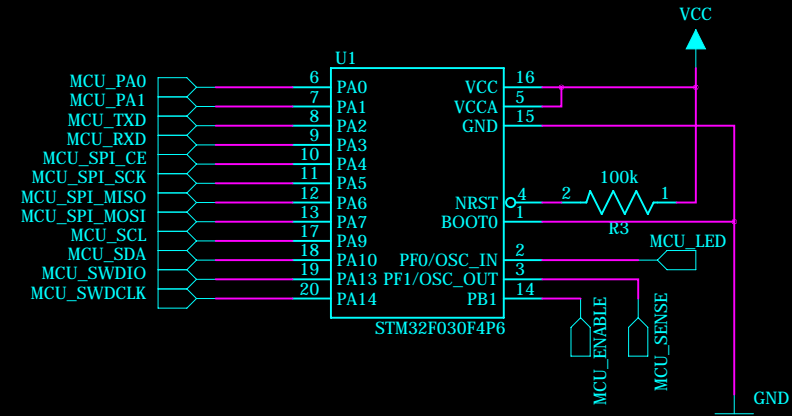 VCC
U1
MCU_PA0 6 PA0 VCC 16
MCU_PA1 7 PA1 VCCA 5
MCU_TXD 8 PA2 GND 15
MCU_RXD 9 PA3
MCU_SPI_CE 10 PA4
MCU_SPI_SCK 11 PA5
100k
MCU_SPI_MISO 12 PA6 NRST 4 2 1
MCU_SPI_MOSI 13 PA7 BOOT0 1 R3
MCU_SCL 17 PA9
MCU_LED
MCU_SDA 18 PA10 PF0/OSC_IN 2
MCU_SWDIO 19 PA13 PF1/OSC_OUT 3
MCU_SWDCLK 20 PA14 PB1 14
STM32F030F4P6
MCU_ENABLE
MCU_SENSE
GND